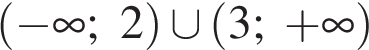 (−∞; 2) ∪ (3; +∞)